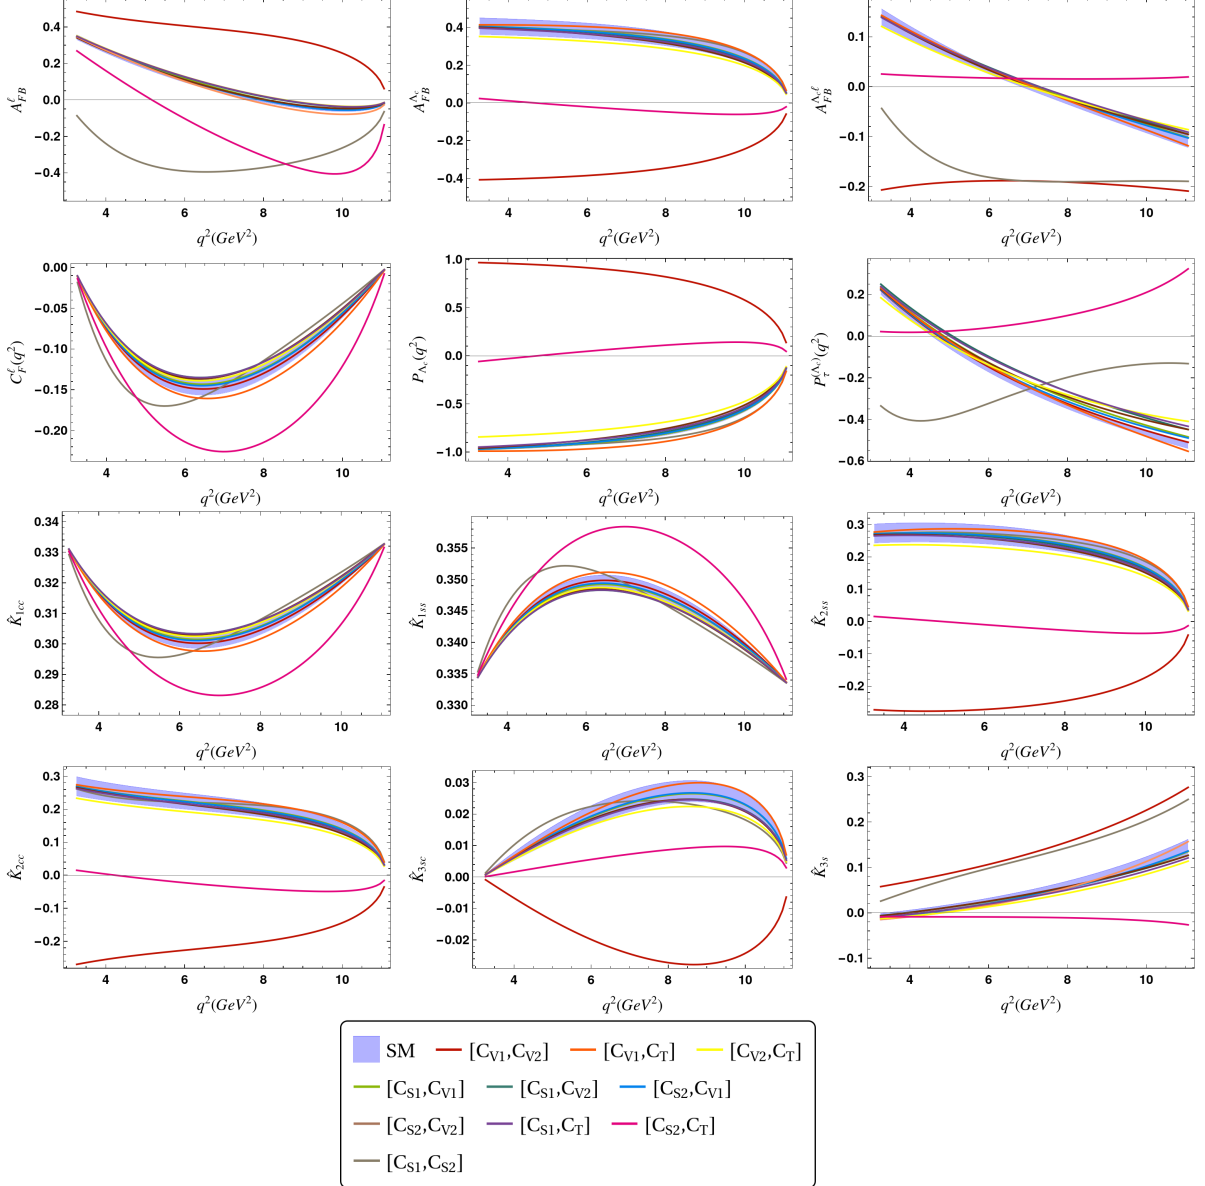 0.4
0.2
0.0
−0.2
−0.4
A^ℓ_FB
4 6 8 10
q²(GeV²)
0.4
0.2
0.0
−0.2
−0.4
A^Λc_FB
4 6 8 10
q²(GeV²)
0.1
0.0
−0.1
−0.2
A^Λcℓ_FB
4 6 8 10
q²(GeV²)
0.00
−0.05
−0.10
−0.15
−0.20
C^ℓ_F(q²)
4 6 8 10
q²(GeV²)
1.0
0.5
0.0
−0.5
−1.0
P_Λc(q²)
4 6 8 10
q²(GeV²)
0.2
0.0
−0.2
−0.4
−0.6
P^(Λc)_τ(q²)
4 6 8 10
q²(GeV²)
0.34
0.33
0.32
0.31
0.30
0.29
0.28
K̂_1cc
4 6 8 10
q²(GeV²)
0.355
0.350
0.345
0.340
0.335
0.330
K̂_1ss
4 6 8 10
q²(GeV²)
0.3
0.2
0.1
0.0
−0.1
−0.2
K̂_2ss
4 6 8 10
q²(GeV²)
0.3
0.2
0.1
0.0
−0.1
−0.2
K̂_2cc
4 6 8 10
q²(GeV²)
0.03
0.02
0.01
0.00
−0.01
−0.02
K̂_3sc
4 6 8 10
q²(GeV²)
0.3
0.2
0.1
0.0
−0.1
K̂_3s
4 6 8 10
q²(GeV²)
SM [C_V1,C_V2] [C_V1,C_T] [C_V2,C_T]
[C_S1,C_V1] [C_S1,C_V2] [C_S2,C_V1]
[C_S2,C_V2] [C_S1,C_T] [C_S2,C_T]
[C_S1,C_S2]